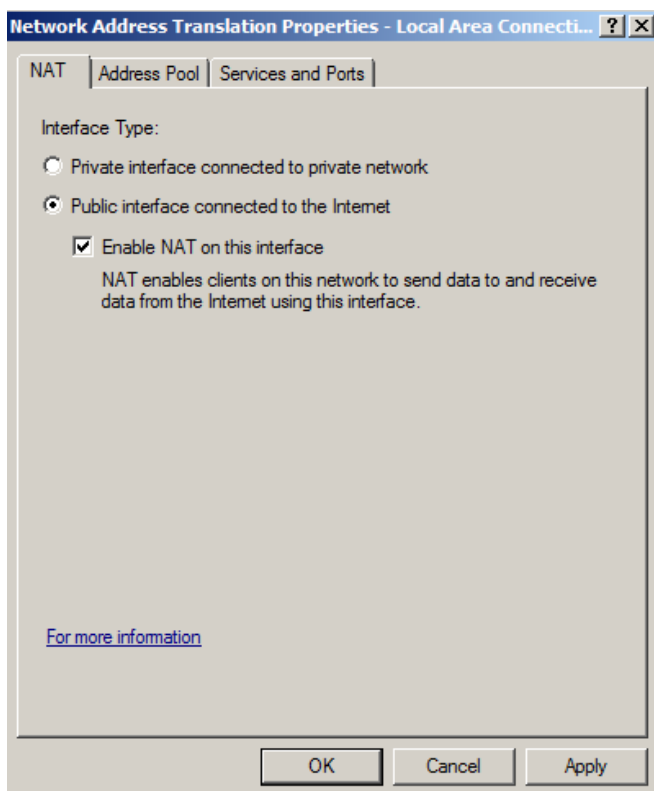 Network Address Translation Properties - Local Area Connecti...
NAT
Address Pool
Services and Ports
Interface Type:
Private interface connected to private network
Public interface connected to the Internet
Enable NAT on this interface
NAT enables clients on this network to send data to and receive
data from the Internet using this interface.
For more information
OK
Cancel
Apply